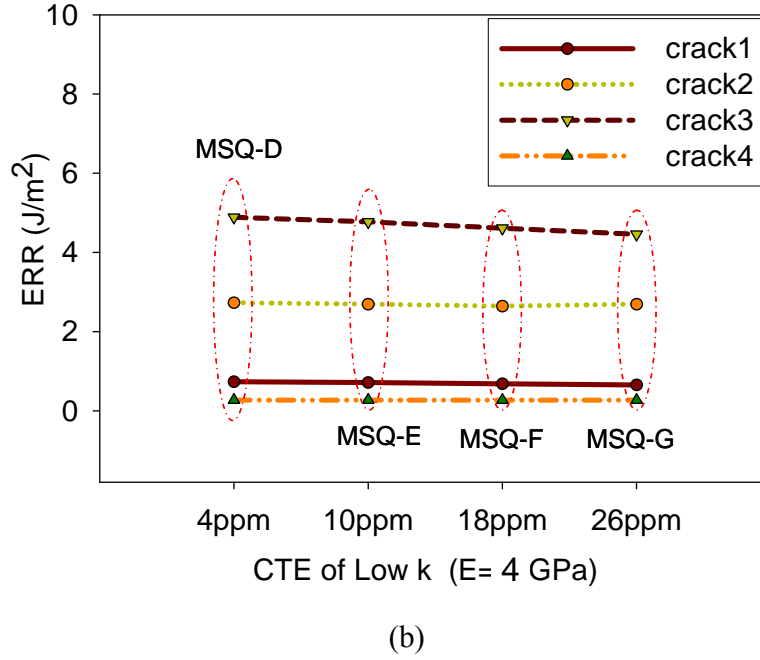 10
8
6
4
2
0
ERR (J/m²)
crack1
crack2
crack3
crack4
MSQ-D
MSQ-E
MSQ-F
MSQ-G
4ppm 10ppm 18ppm 26ppm
CTE of Low k (E= 4 GPa)
(b)